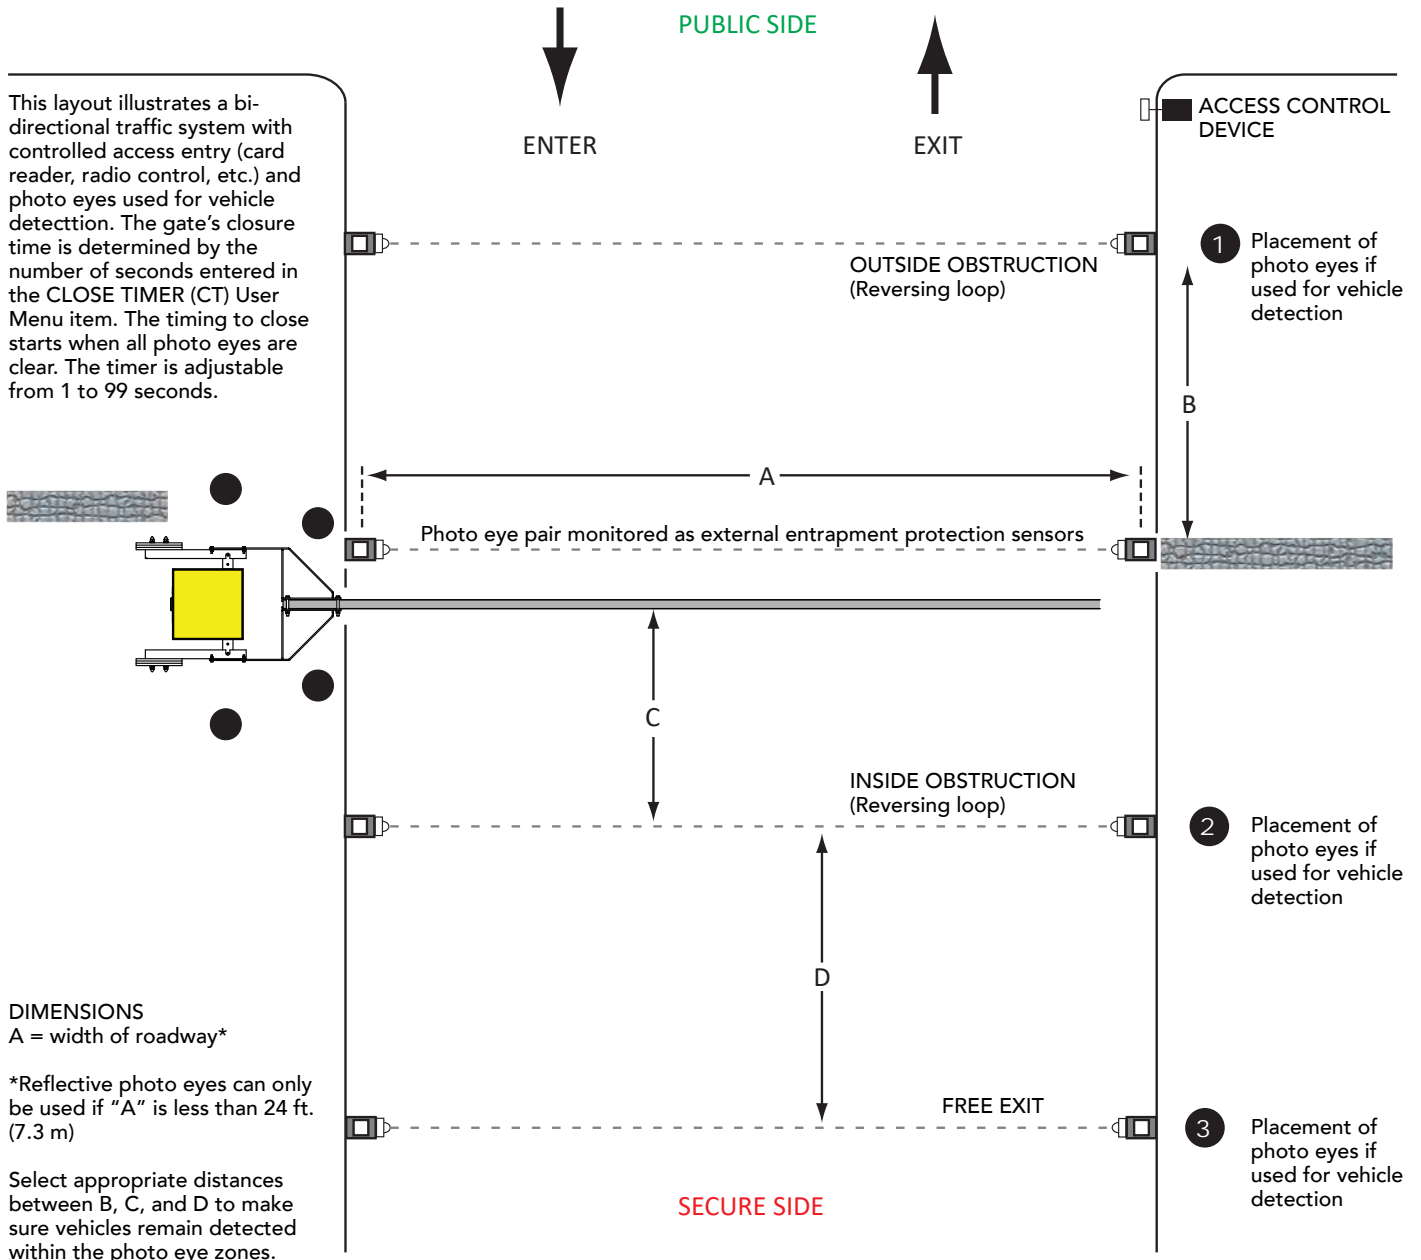 PUBLIC SIDE
ENTER
EXIT
This layout illustrates a bi-
directional traffic system with
controlled access entry (card
reader, radio control, etc.) and
photo eyes used for vehicle
detecttion. The gate's closure
time is determined by the
number of seconds entered in
the CLOSE TIMER (CT) User
Menu item. The timing to close
starts when all photo eyes are
clear. The timer is adjustable
from 1 to 99 seconds.
ACCESS CONTROL
DEVICE
OUTSIDE OBSTRUCTION
(Reversing loop)
1
Placement of
photo eyes if
used for vehicle
detection
B
A
Photo eye pair monitored as external entrapment protection sensors
C
INSIDE OBSTRUCTION
(Reversing loop)
2
Placement of
photo eyes if
used for vehicle
detection
D
DIMENSIONS
A = width of roadway*
*Reflective photo eyes can only
be used if “A” is less than 24 ft.
(7.3 m)
Select appropriate distances
between B, C, and D to make
sure vehicles remain detected
within the photo eye zones.
FREE EXIT
3
Placement of
photo eyes if
used for vehicle
detection
SECURE SIDE